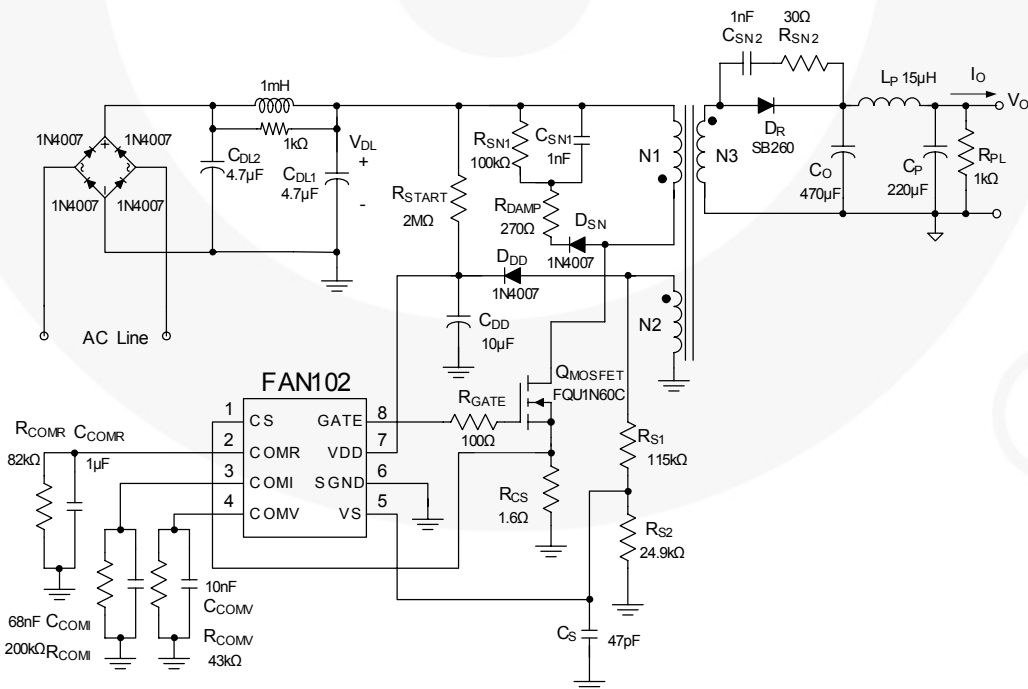 1nF
30Ω
CSN2
RSN2
LP 15µH
IO
VO
1mH
1kΩ
VDL
+
-
RSN1
100kΩ
CSN1
1nF
N1
N3
DR
SB260
CO
470µF
CP
220µF
RPL
1kΩ
1N4007
1N4007
+
~
~
-
1N4007
1N4007
CDL2
4.7µF
CDL1
4.7µF
RSTART
2MΩ
RDAMP
270Ω
DSN
1N4007
DDD
1N4007
N2
AC Line
CDD
10µF
FAN102
QMOSFET
FQU1N60C
RGATE
100Ω
1
CS
GATE
8
2
COMR
VDD
7
3
COMI
SGND
6
4
COMV
VS
5
RCOMR CCOMR
82kΩ
1µF
RCS
1.6Ω
RS1
115kΩ
RS2
24.9kΩ
CS
47pF
68nF CCOMI
200kΩ RCOMI
10nF
CCOMV
RCOMV
43kΩ